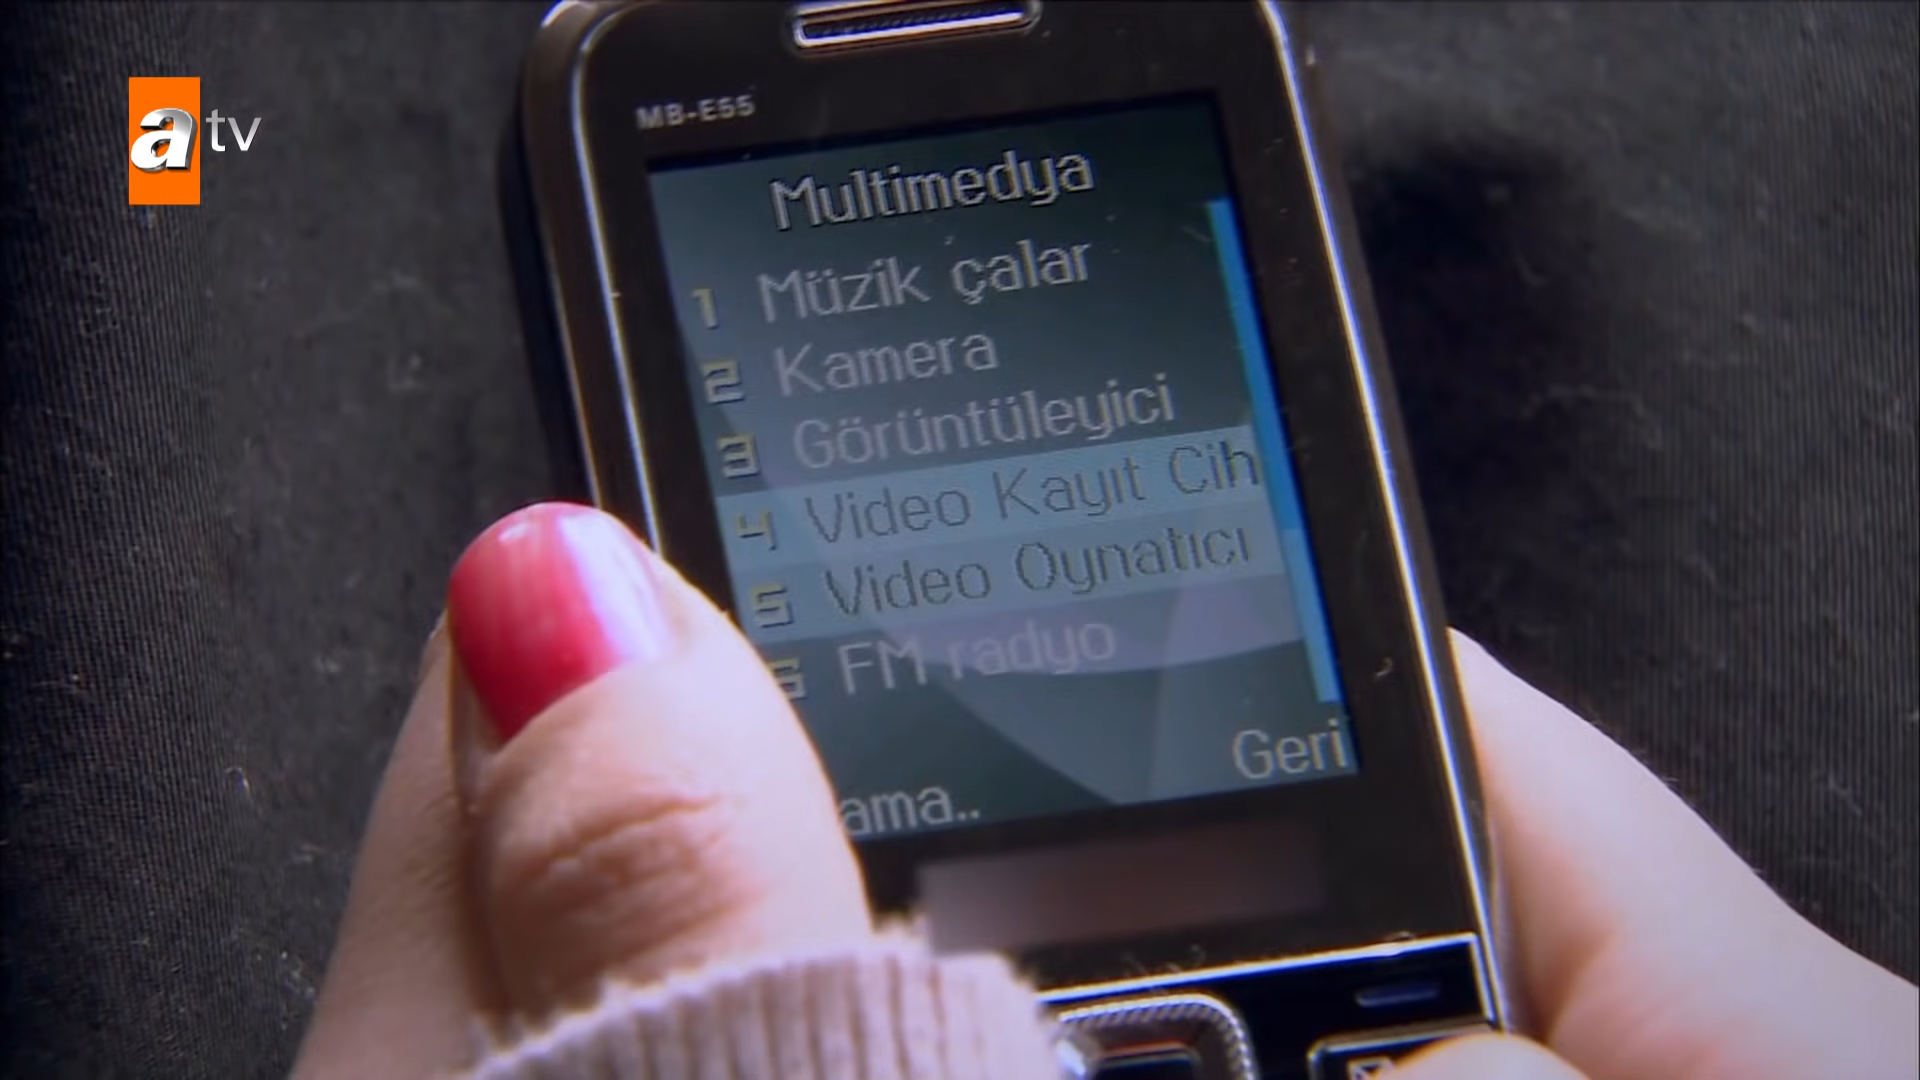 atv
MB-E55
Multimedya
1 Müzik çalar
2 Kamera
3 Görüntüleyici
4 Video Kayıt Cih
5 Video Oynatıcı
6 FM radyo
Geri
ama..